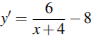 y′ = 6/(x+4) − 8